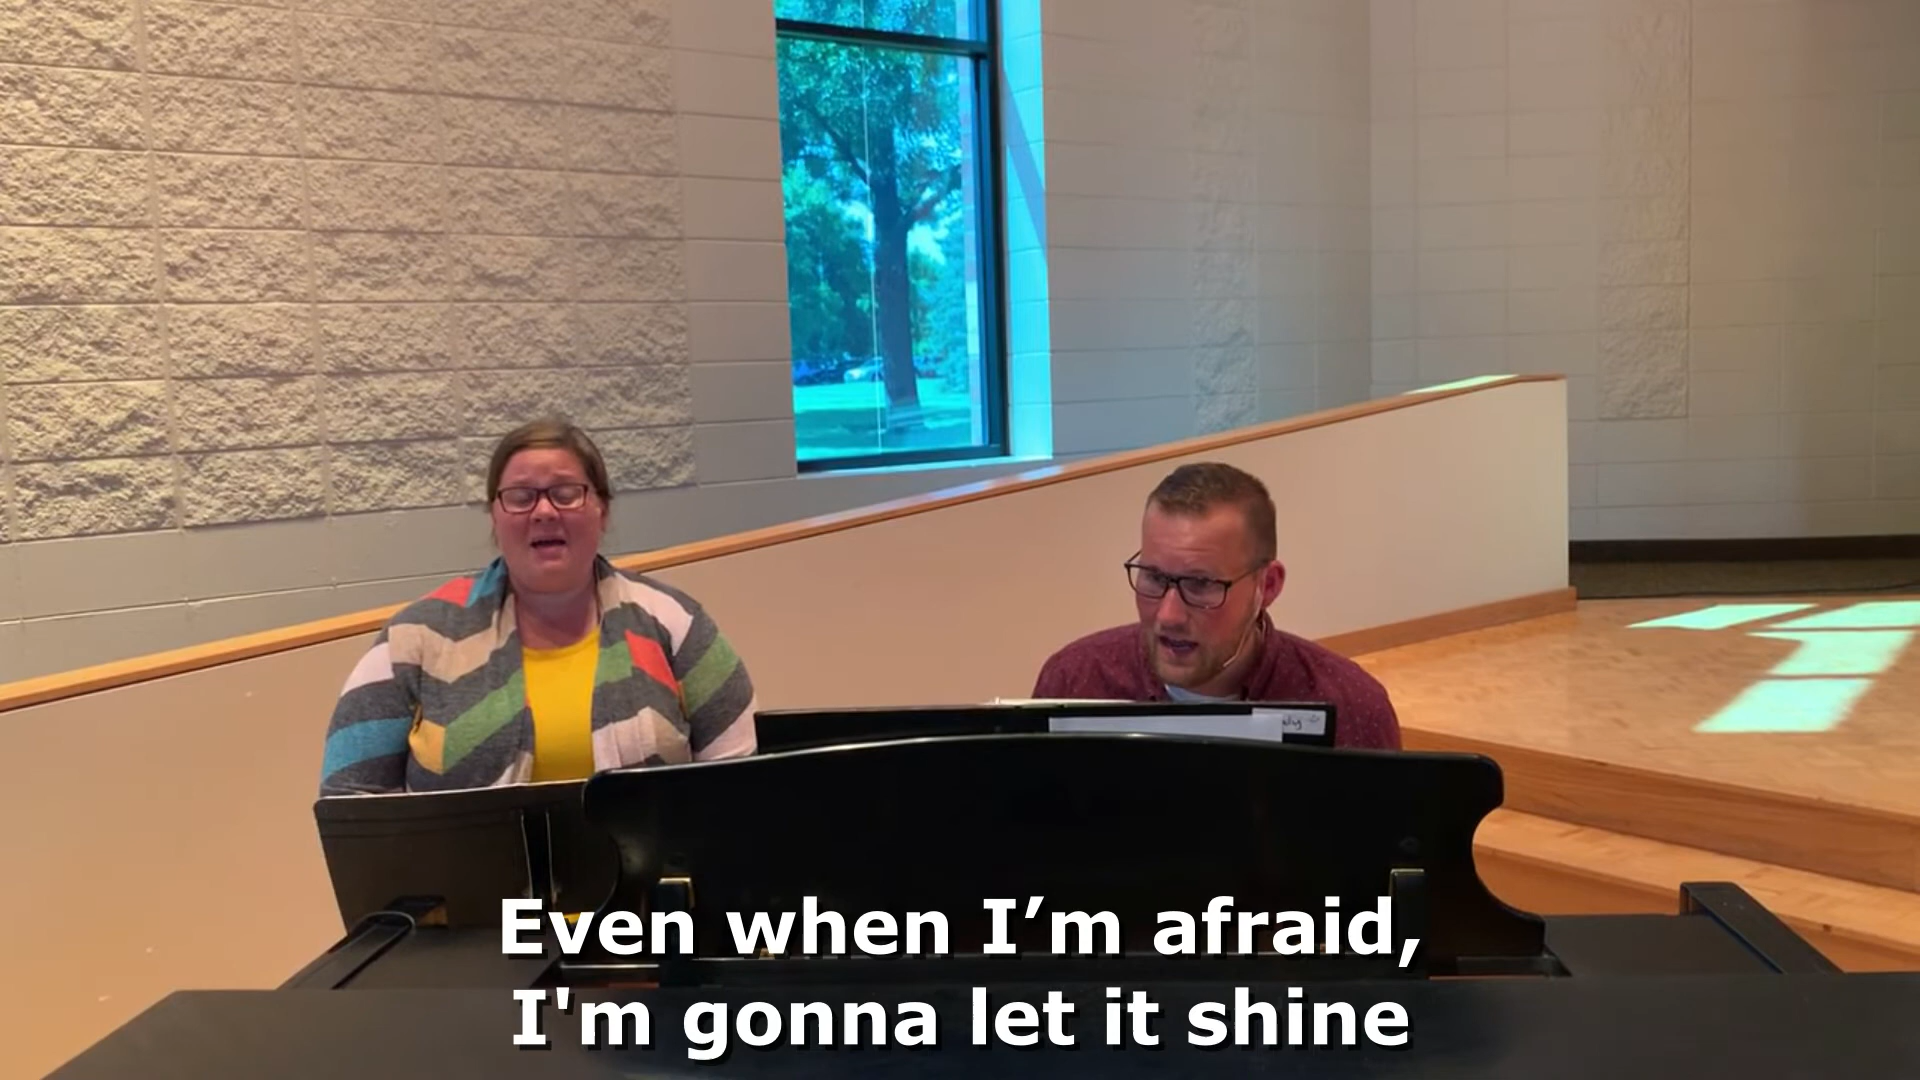 Even when I’m afraid,
I'm gonna let it shine